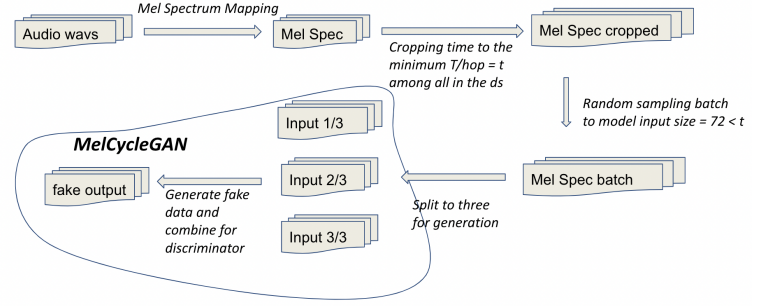 Mel Spectrum Mapping
Audio wavs
Mel Spec
Mel Spec cropped
Cropping time to the
minimum T/hop = t
among all in the ds
Random sampling batch
to model input size = 72 < t
Mel Spec batch
Split to three
for generation
MelCycleGAN
Input 1/3
Input 2/3
Input 3/3
Generate fake
data and
combine for
discriminator
fake output